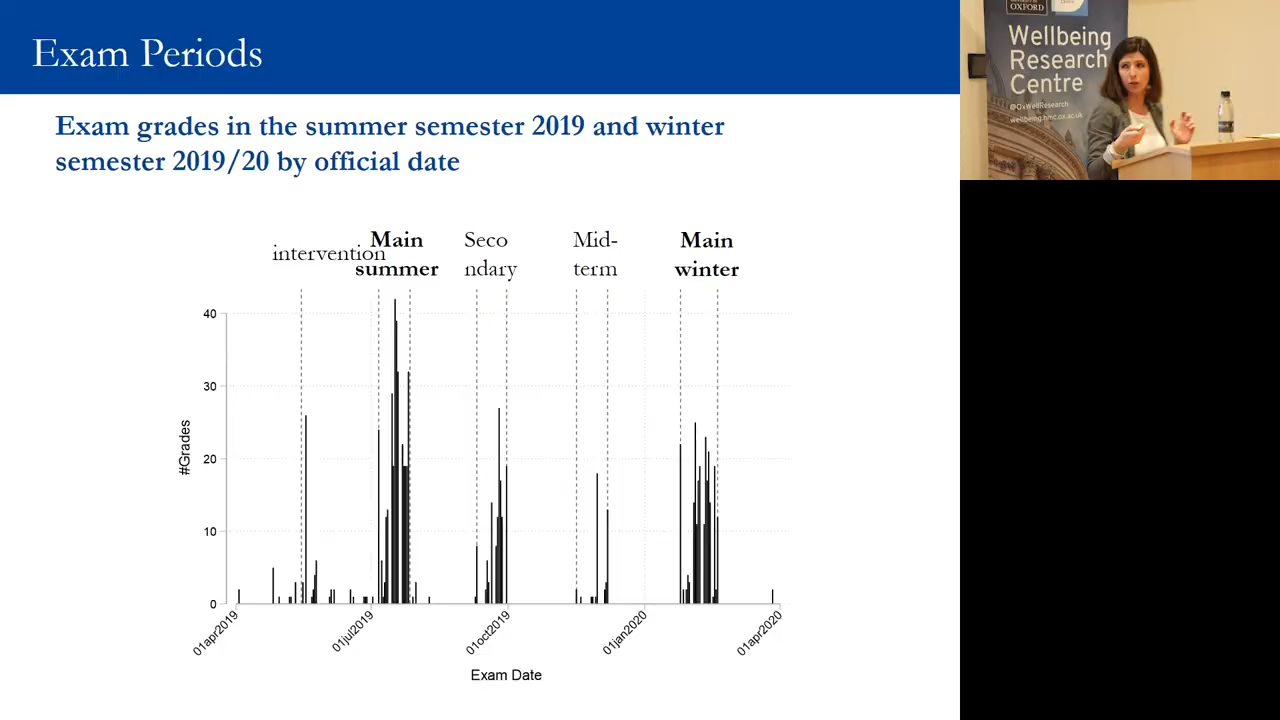 Exam Periods
Exam grades in the summer semester 2019 and winter
semester 2019/20 by official date
intervention
Main
summer
Seco
ndary
Mid-
term
Main
winter
#Grades
40
30
20
10
0
01apr2019
01jul2019
01oct2019
01jan2020
01apr2020
Exam Date
OXFORD
Wellbeing
Research
Centre
@OxWellResearch
wellbeing.hmc.ox.ac.uk